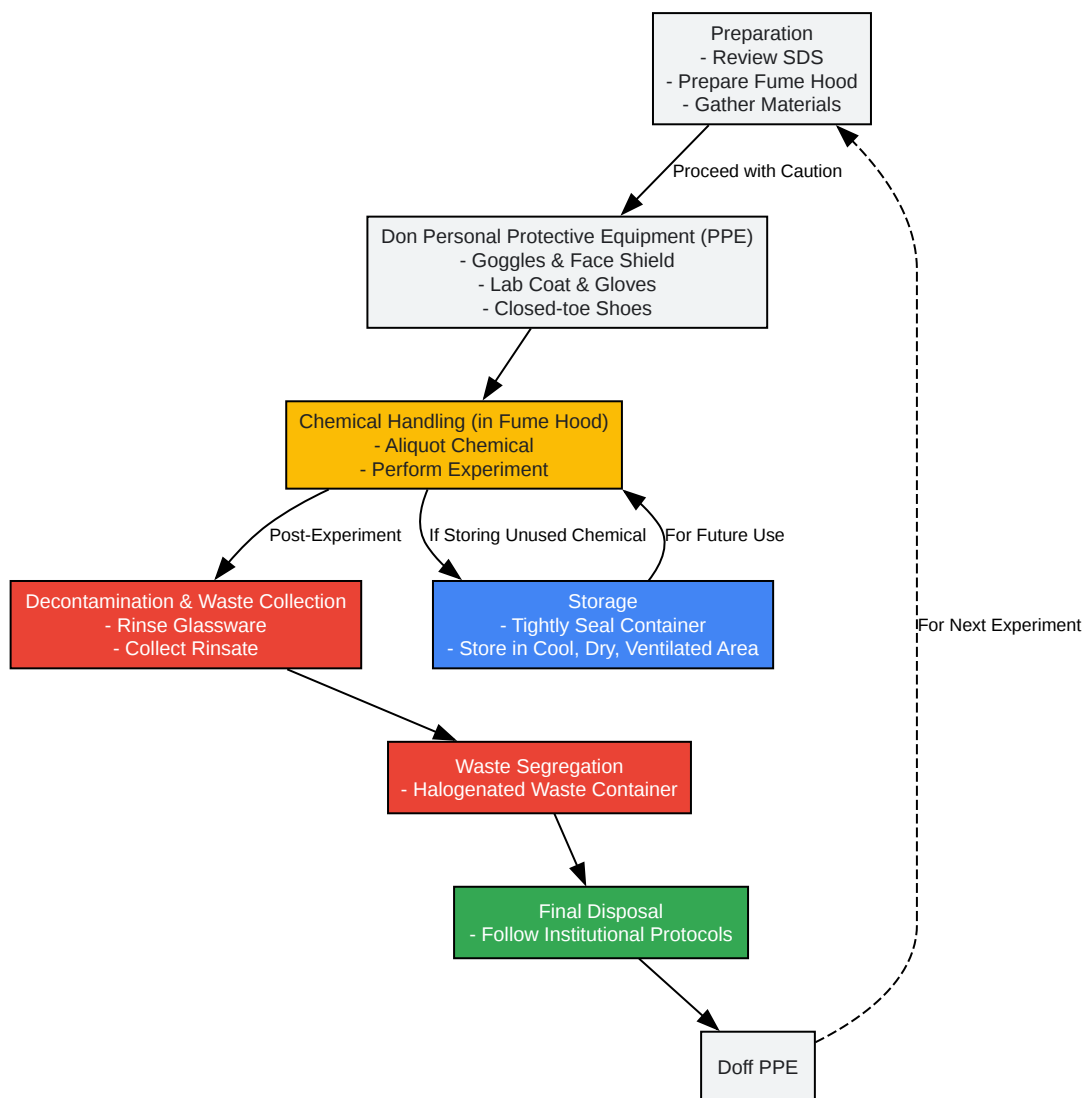 Preparation
- Review SDS
- Prepare Fume Hood
- Gather Materials
Proceed with Caution
Don Personal Protective Equipment (PPE)
- Goggles & Face Shield
- Lab Coat & Gloves
- Closed-toe Shoes
Chemical Handling (in Fume Hood)
- Aliquot Chemical
- Perform Experiment
Post-Experiment
If Storing Unused Chemical
For Future Use
Decontamination & Waste Collection
- Rinse Glassware
- Collect Rinsate
Storage
- Tightly Seal Container
- Store in Cool, Dry, Ventilated Area
For Next Experiment
Waste Segregation
- Halogenated Waste Container
Final Disposal
- Follow Institutional Protocols
Doff PPE